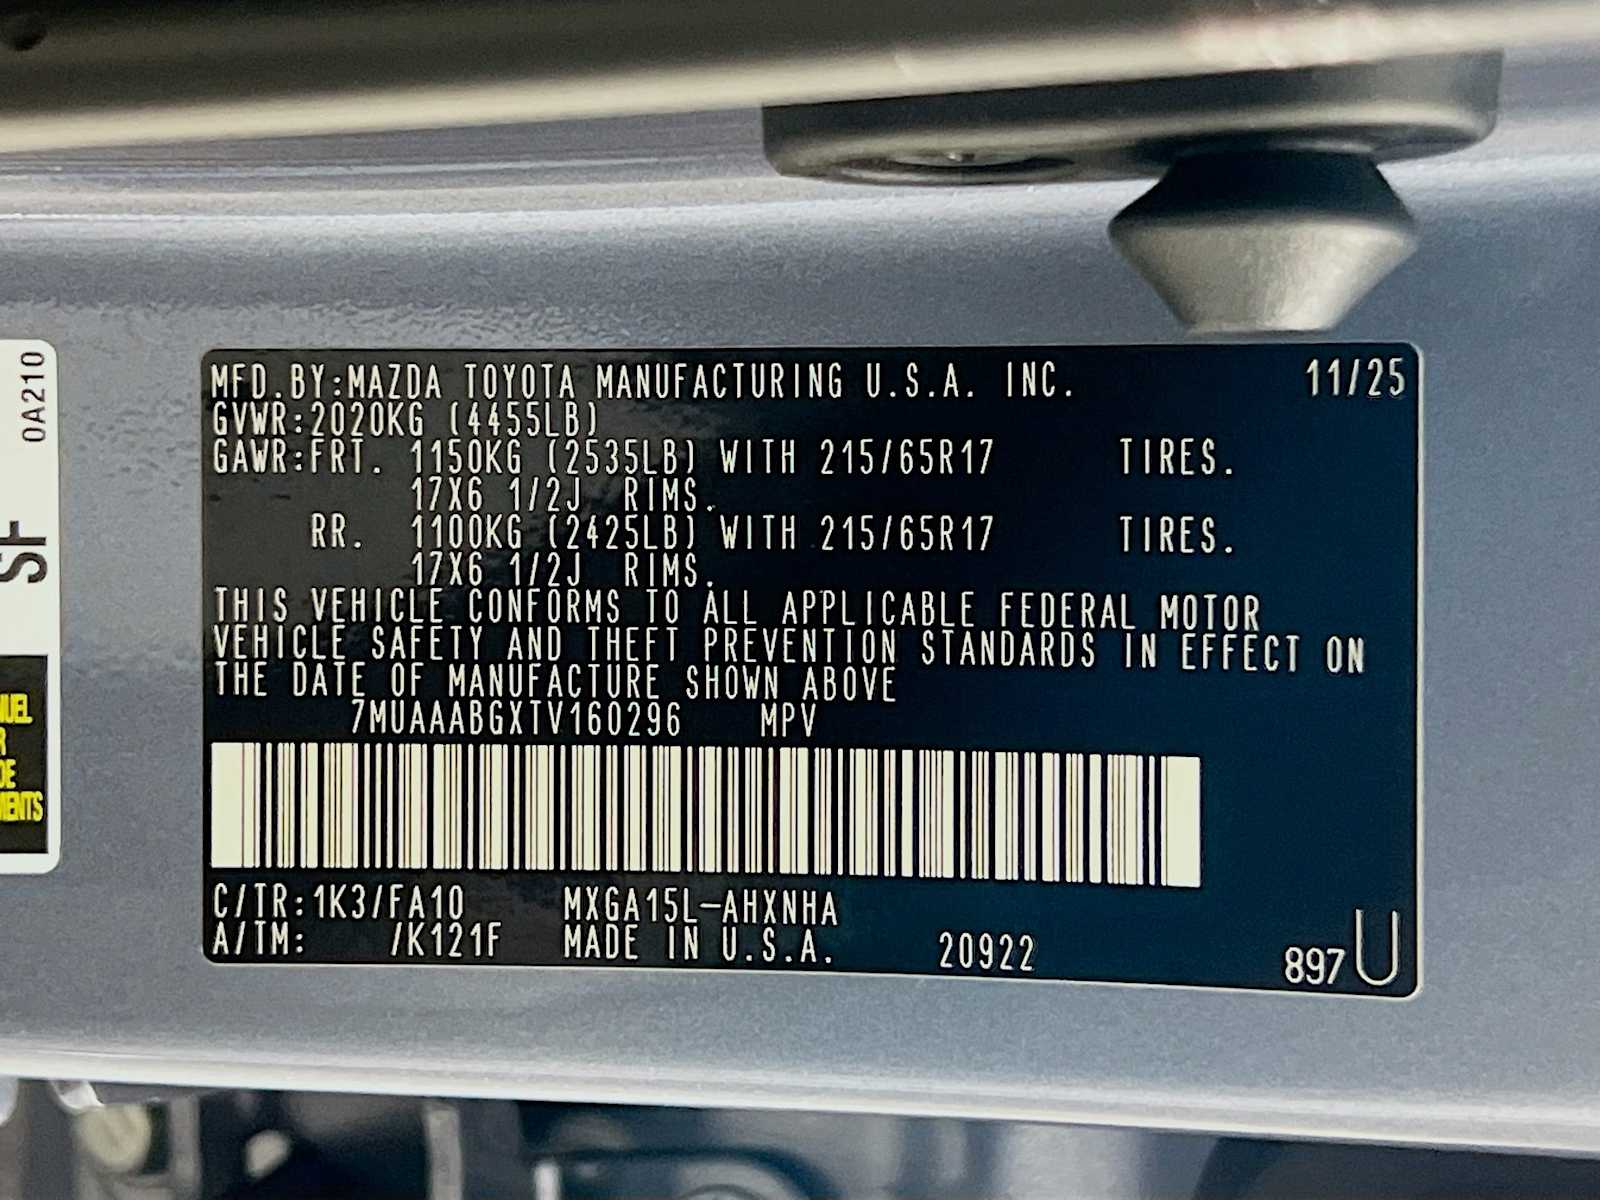 MFD.BY:MAZDA TOYOTA MANUFACTURING U.S.A. INC. 11/25
GVWR:2020KG (4455LB)
GAWR:FRT. 1150KG (2535LB) WITH 215/65R17 TIRES.
17X6 1/2J RIMS.
RR. 1100KG (2425LB) WITH 215/65R17 TIRES.
17X6 1/2J RIMS.
THIS VEHICLE CONFORMS TO ALL APPLICABLE FEDERAL MOTOR
VEHICLE SAFETY AND THEFT PREVENTION STANDARDS IN EFFECT ON
THE DATE OF MANUFACTURE SHOWN ABOVE
7MUAAABGXTV160296 MPV
C/TR:1K3/FA10 MXGA15L-AHXNHA
A/TM: /K121F MADE IN U.S.A. 20922 897U
0A210
SF